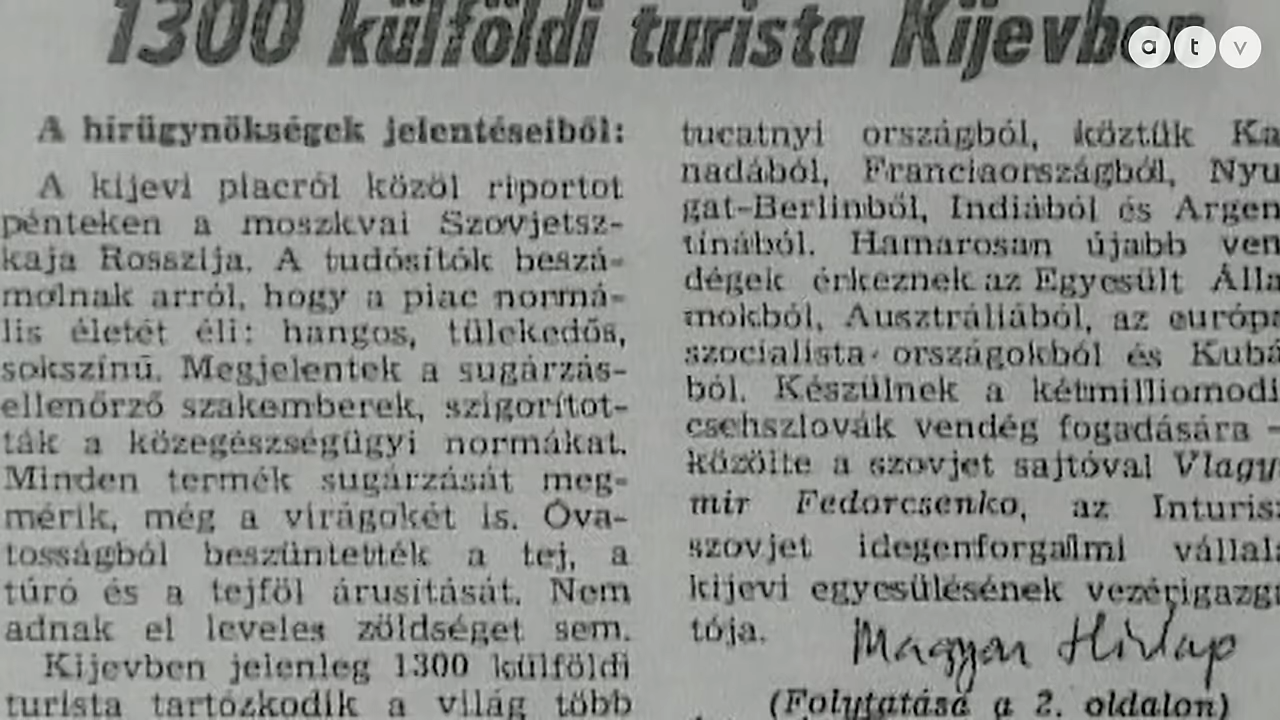 1300 külföldi turista Kijevben
atv
A hírügynökségek jelentéseiből:
A kijevi piacról közöl riportot
pénteken a moszkvai Szovjetsz-
kaja Rosszija. A tudósítók beszá-
molnak arról, hogy a piac normá-
lis életét éli: hangos, tülekedős,
sokszínű. Megjelentek a sugárzás-
ellenőrző szakemberek, szigorítot-
ták a közegészségügyi normákat.
Minden termék sugárzását meg-
mérik, még a virágokét is. Óva-
tosságból beszüntették a tej, a
túró és a tejföl árusítását. Nem
adnak el leveles zöldséget sem.
Kijevben jelenleg 1300 külföldi
turista tartózkodik a világ több
tucatnyi országból, köztük Ka
nadából, Franciaországból, Nyu
gat-Berlinből, Indiából és Argen
tínából. Hamarosan újabb ven
dégek érkeznek az Egyesült Álla
mokból, Ausztráliából, az európa
szocialista országokból és Kubá
ból. Készülnek a kétmilliomodi
csehszlovák vendég fogadására -
közölte a szovjet sajtóval Vlagy
mir Fedorcsenko, az Inturisz
szovjet idegenforgalmi vállala
kijevi egyesülésének vezérigazga
tója.
Magyar Hírlap
(Folytatása a 2. oldalon)